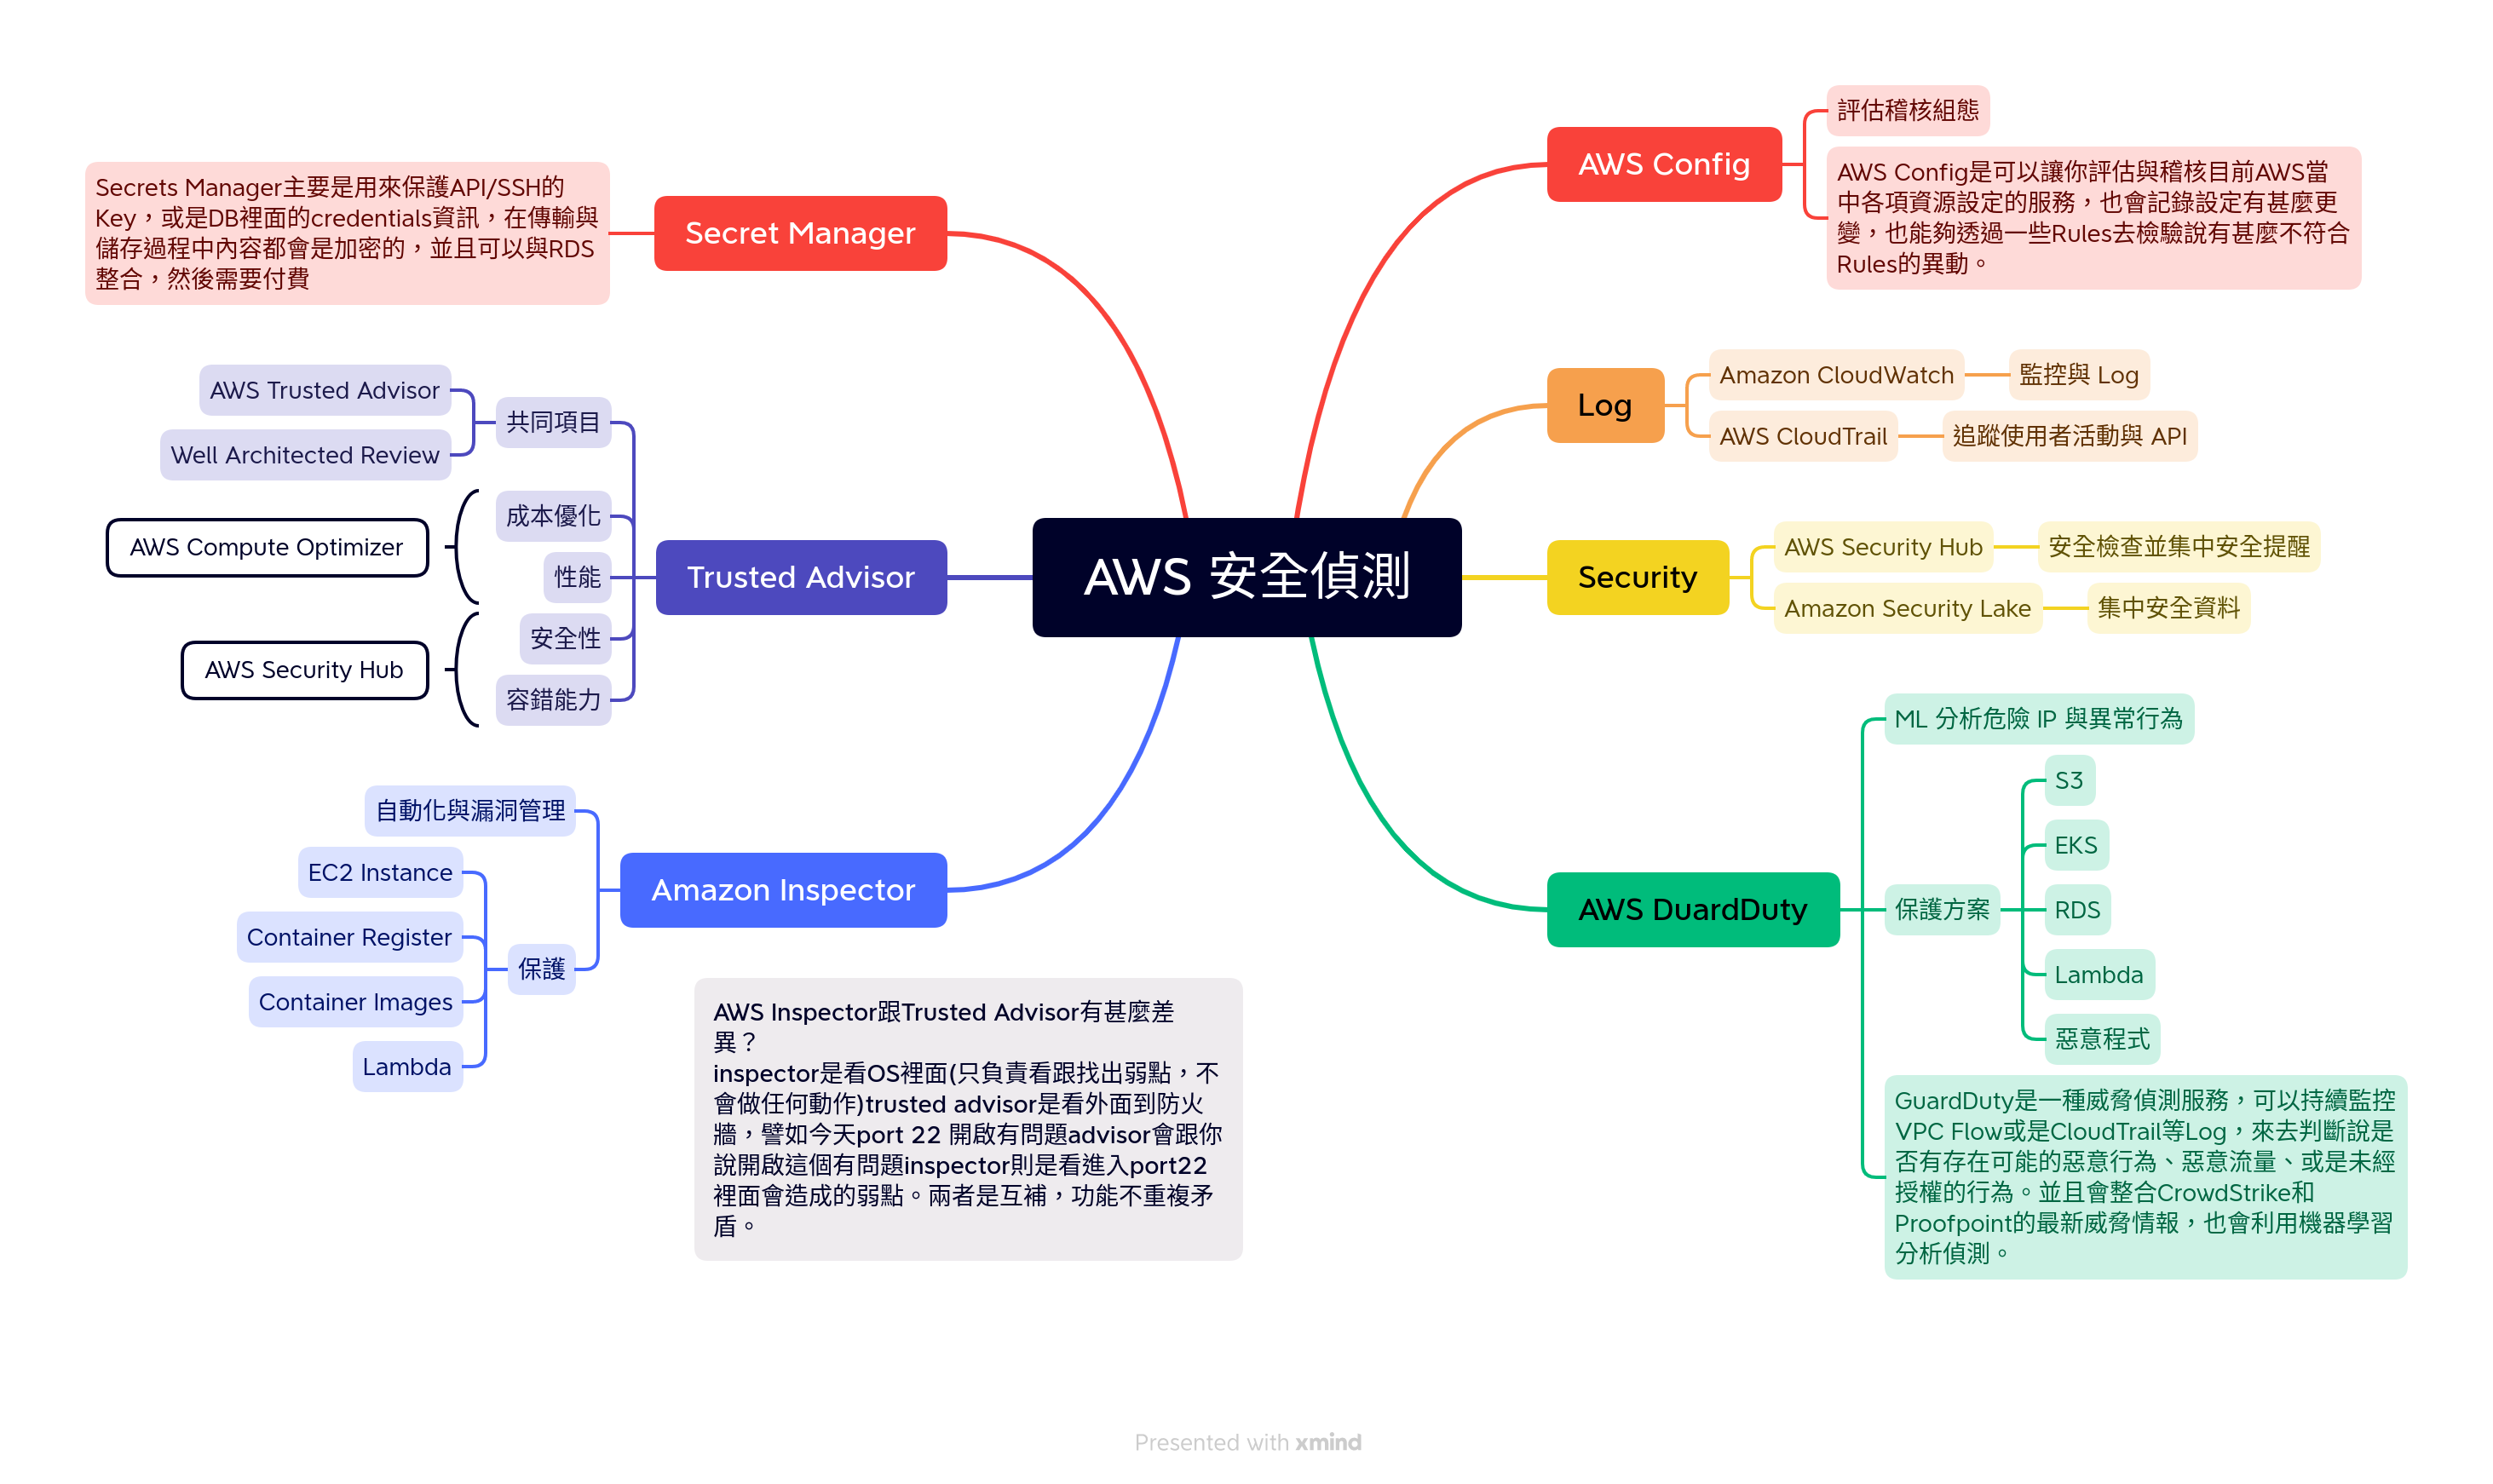 AWS 安全偵測
AWS Config
評估稽核組態
AWS Config是可以讓你評估與稽核目前AWS當
中各項資源設定的服務，也會記錄設定有甚麼更
變，也能夠透過一些Rules去檢驗說有甚麼不符合
Rules的異動。
Log
Amazon CloudWatch
監控與 Log
AWS CloudTrail
追蹤使用者活動與 API
Security
AWS Security Hub
安全檢查並集中安全提醒
Amazon Security Lake
集中安全資料
AWS DuardDuty
ML 分析危險 IP 與異常行為
保護方案
S3
EKS
RDS
Lambda
惡意程式
GuardDuty是一種威脅偵測服務，可以持續監控
VPC Flow或是CloudTrail等Log，來去判斷說是
否有存在可能的惡意行為、惡意流量、或是未經
授權的行為。並且會整合CrowdStrike和
Proofpoint的最新威脅情報，也會利用機器學習
分析偵測。
Secret Manager
Secrets Manager主要是用來保護API/SSH的
Key，或是DB裡面的credentials資訊，在傳輸與
儲存過程中內容都會是加密的，並且可以與RDS
整合，然後需要付費
Trusted Advisor
共同項目
AWS Trusted Advisor
Well Architected Review
成本優化
性能
AWS Compute Optimizer
安全性
容錯能力
AWS Security Hub
Amazon Inspector
自動化與漏洞管理
保護
EC2 Instance
Container Register
Container Images
Lambda
AWS Inspector跟Trusted Advisor有甚麼差
異？
inspector是看OS裡面(只負責看跟找出弱點，不
會做任何動作)trusted advisor是看外面到防火
牆，譬如今天port 22 開啟有問題advisor會跟你
說開啟這個有問題inspector則是看進入port22
裡面會造成的弱點。兩者是互補，功能不重複矛
盾。
Presented with xmind